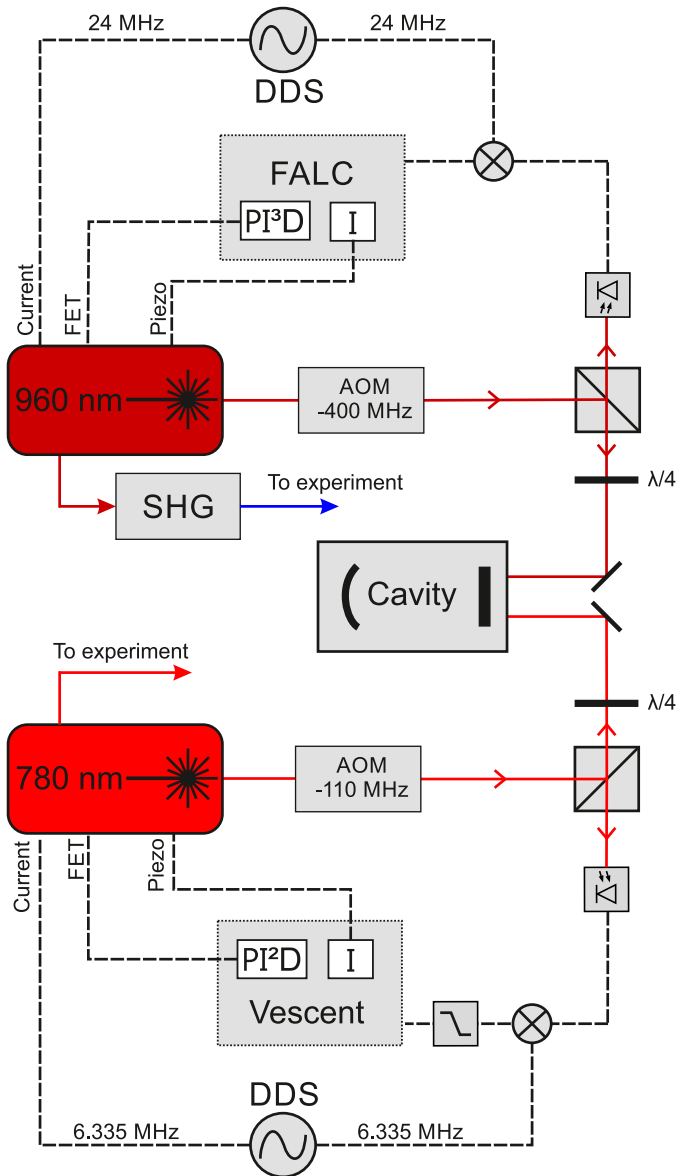 24 MHz
24 MHz
DDS
FALC
PI³D
I
Current
FET
Piezo
960 nm
AOM
-400 MHz
λ/4
SHG
To experiment
Cavity
To experiment
λ/4
780 nm
AOM
-110 MHz
Current
FET
Piezo
PI²D
I
Vescent
DDS
6.335 MHz
6.335 MHz